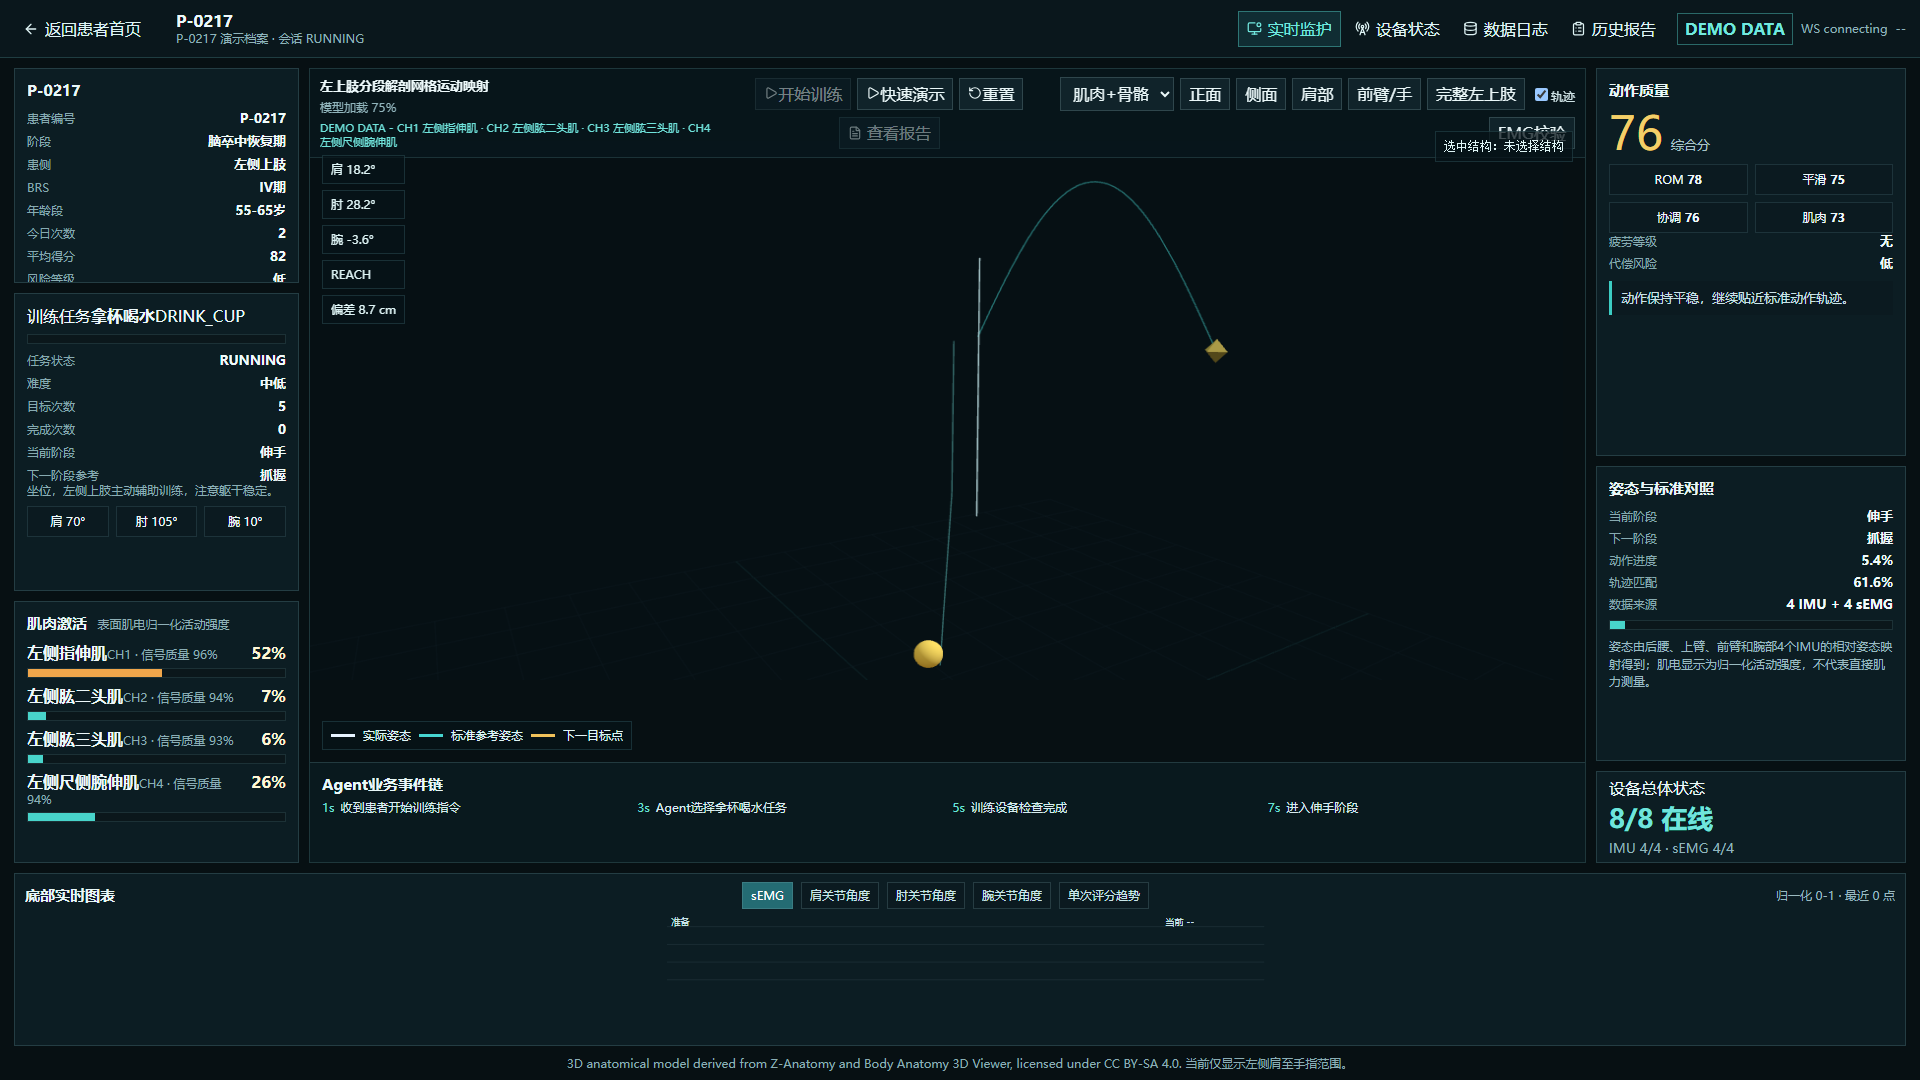 返回患者首页
P-0217
P-0217 演示档案 · 会话 RUNNING
实时监护
设备状态
数据日志
历史报告
DEMO DATA
WS connecting
--
P-0217
患者编号 P-0217
阶段 脑卒中恢复期
患侧 左侧上肢
BRS IV期
年龄段 55-65岁
今日次数 2
平均得分 82
风险等级 低
训练任务拿杯喝水DRINK_CUP
任务状态 RUNNING
难度 中低
目标次数 5
完成次数 0
当前阶段 伸手
下一阶段参考 抓握
坐位，左侧上肢主动辅助训练，注意躯干稳定。
肩 70°
肘 105°
腕 10°
肌肉激活 表面肌电归一化活动强度
左侧指伸肌CH1 · 信号质量 96% 52%
左侧肱二头肌CH2 · 信号质量 94% 7%
左侧肱三头肌CH3 · 信号质量 93% 6%
左侧尺侧腕伸肌CH4 · 信号质量 26%
94%
左上肢分段解剖网格运动映射
模型加载 75%
DEMO DATA - CH1 左侧指伸肌 · CH2 左侧肱二头肌 · CH3 左侧肱三头肌 · CH4
左侧尺侧腕伸肌
开始训练
快速演示
重置
查看报告
肌肉+骨骼
正面
侧面
肩部
前臂/手
完整左上肢
轨迹
EMG校验
选中结构：未选择结构
肩 18.2°
肘 28.2°
腕 -3.6°
REACH
偏差 8.7 cm
实际姿态
标准参考姿态
下一目标点
Agent业务事件链
1s 收到患者开始训练指令
3s Agent选择拿杯喝水任务
5s 训练设备检查完成
7s 进入伸手阶段
动作质量
76 综合分
ROM 78
平滑 75
协调 76
肌肉 73
疲劳等级 无
代偿风险 低
动作保持平稳，继续贴近标准动作轨迹。
姿态与标准对照
当前阶段 伸手
下一阶段 抓握
动作进度 5.4%
轨迹匹配 61.6%
数据来源 4 IMU + 4 sEMG
姿态由后腰、上臂、前臂和腕部4个IMU的相对姿态映
射得到；肌电显示为归一化活动强度，不代表直接肌
力测量。
设备总体状态
8/8 在线
IMU 4/4 · sEMG 4/4
底部实时图表
sEMG
肩关节角度
肘关节角度
腕关节角度
单次评分趋势
归一化 0-1 · 最近 0 点
准备
当前 --
3D anatomical model derived from Z-Anatomy and Body Anatomy 3D Viewer, licensed under CC BY-SA 4.0. 当前仅显示左侧肩至手指范围。